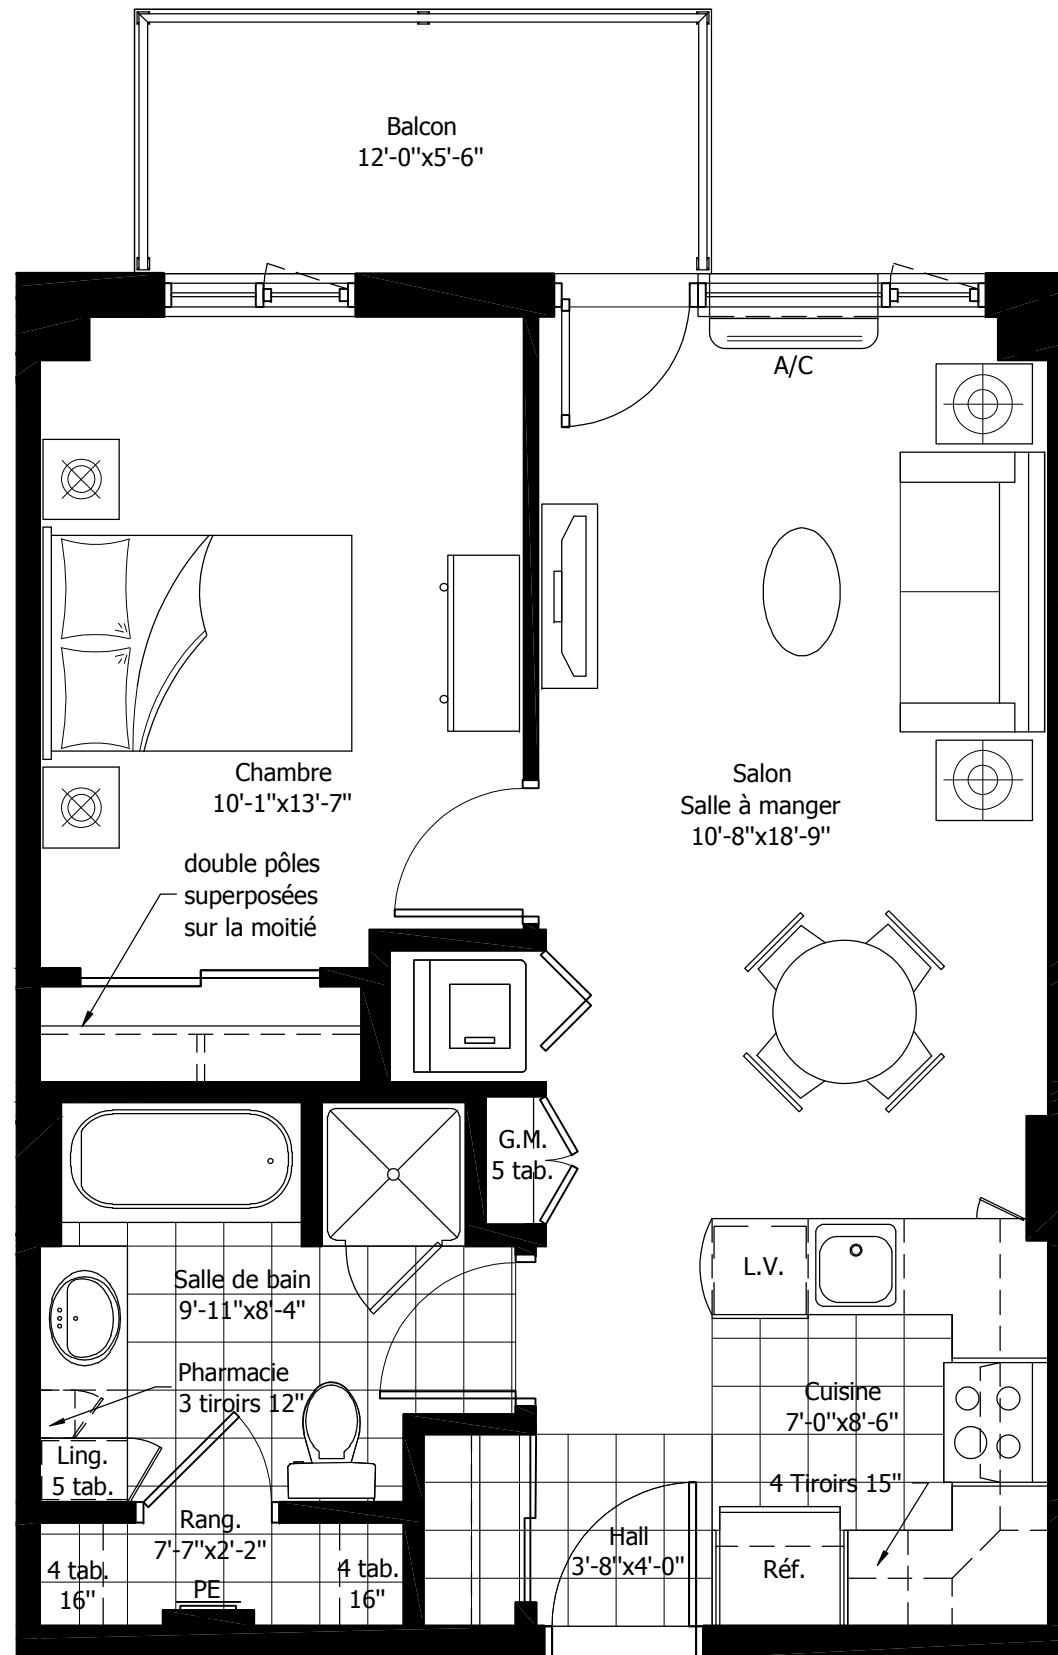 Balcon
12'-0"x5'-6"
A/C
Chambre
10'-1"x13'-7"
Salon
Salle à manger
10'-8"x18'-9"
double pôles
superposées
sur la moitié
G.M.
5 tab.
Salle de bain
9'-11"x8'-4"
L.V.
Pharmacie
3 tiroirs 12"
Cuisine
7'-0"x8'-6"
Ling.
5 tab.
4 Tiroirs 15"
Rang.
7'-7"x2'-2"
Hall
3'-8"x4'-0"
4 tab.
16"
PE
4 tab.
16"
Réf.